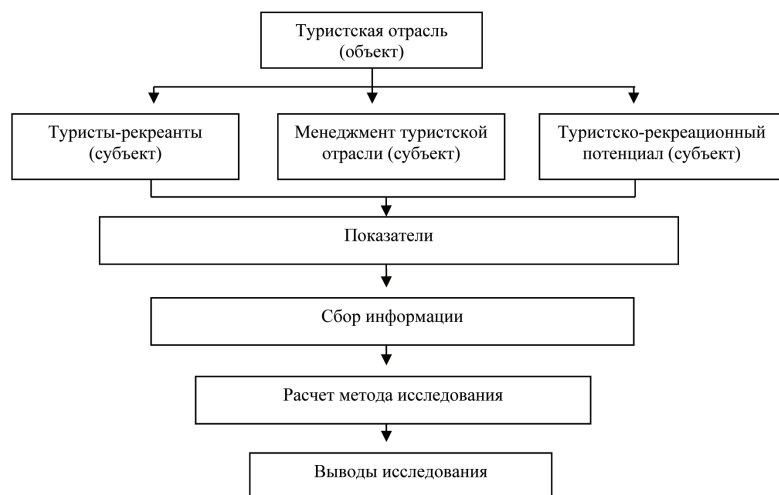 Туристская отрасль
(объект)
Туристы-рекреанты
(субъект)
Менеджмент туристской
отрасли (субъект)
Туристско-рекреационный
потенциал (субъект)
Показатели
Сбор информации
Расчет метода исследования
Выводы исследования